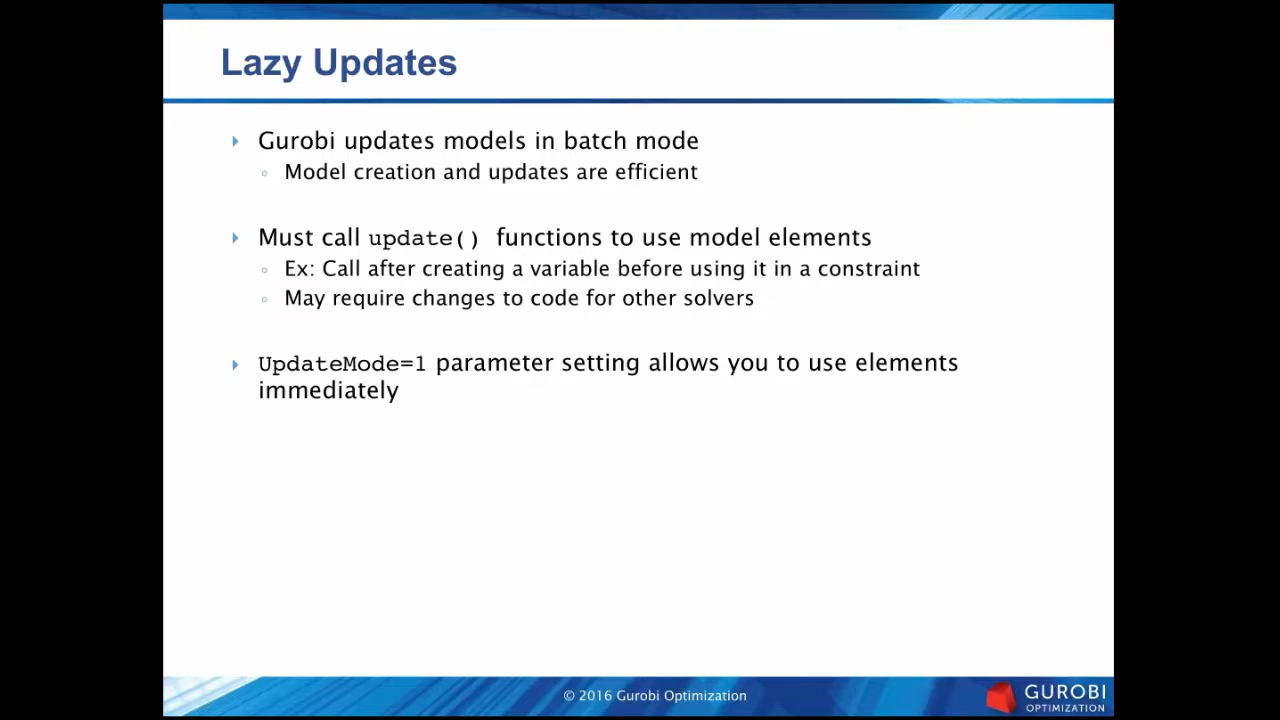 Lazy Updates
Gurobi updates models in batch mode
Model creation and updates are efficient
Must call update() functions to use model elements
Ex: Call after creating a variable before using it in a constraint
May require changes to code for other solvers
UpdateMode=1 parameter setting allows you to use elements
immediately
© 2016 Gurobi Optimization
GUROBI
OPTIMIZATION